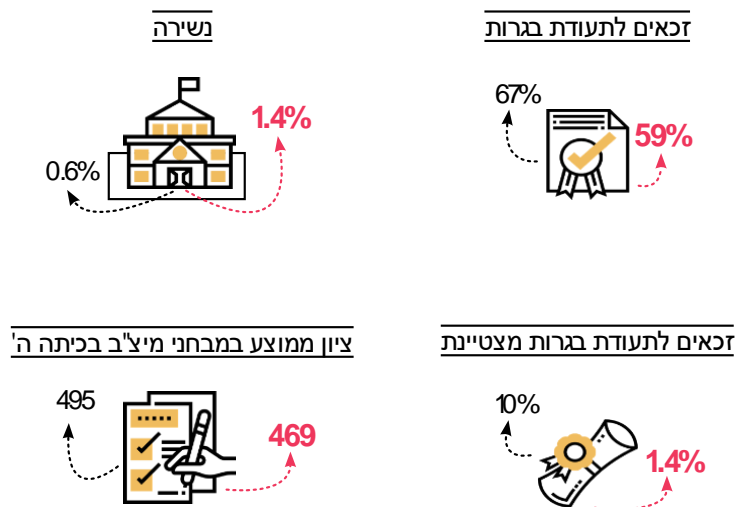 זכאים לתעודת בגרות
67%
59%
נשירה
1.4%
0.6%
זכאים לתעודת בגרות מצטיינת
10%
1.4%
ציון ממוצע במבחני מיצ"ב בכיתה ה'
495
469